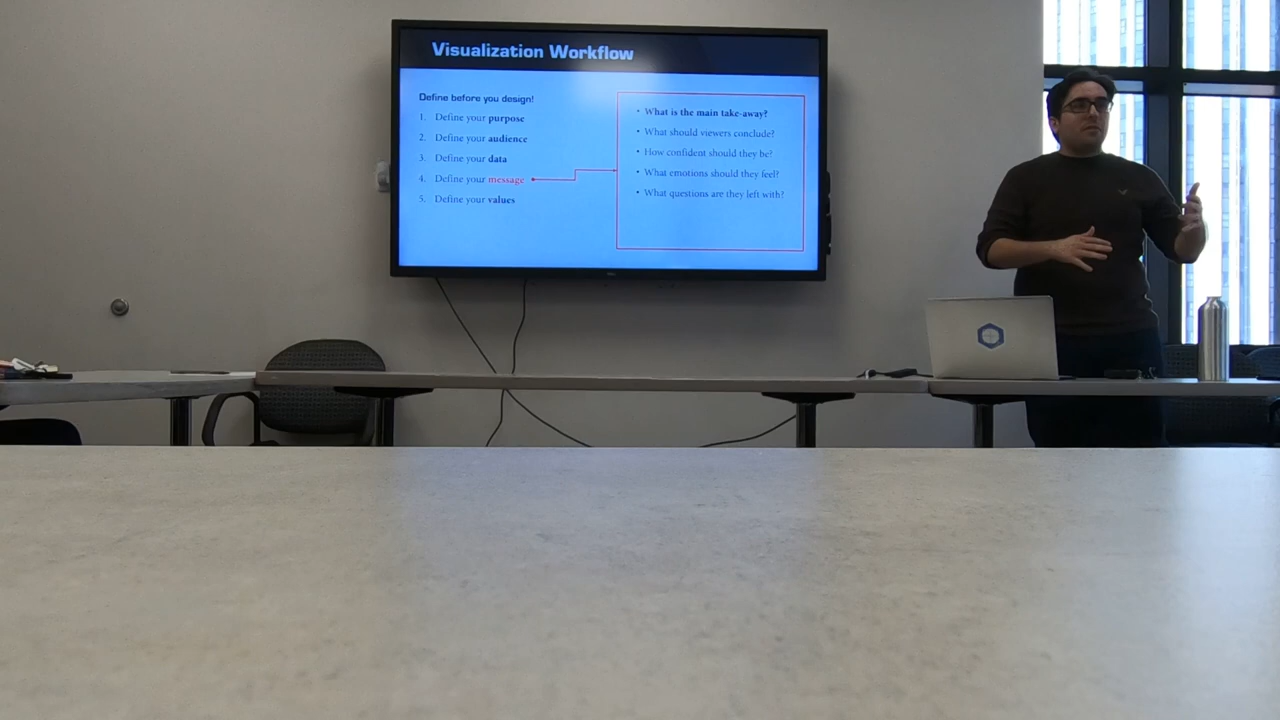 Visualization Workflow
Define before you design!
1. Define your purpose
2. Define your audience
3. Define your data
4. Define your message
5. Define your values
• What is the main take-away?
• What should viewers conclude?
• How confident should they be?
• What emotions should they feel?
• What questions are they left with?